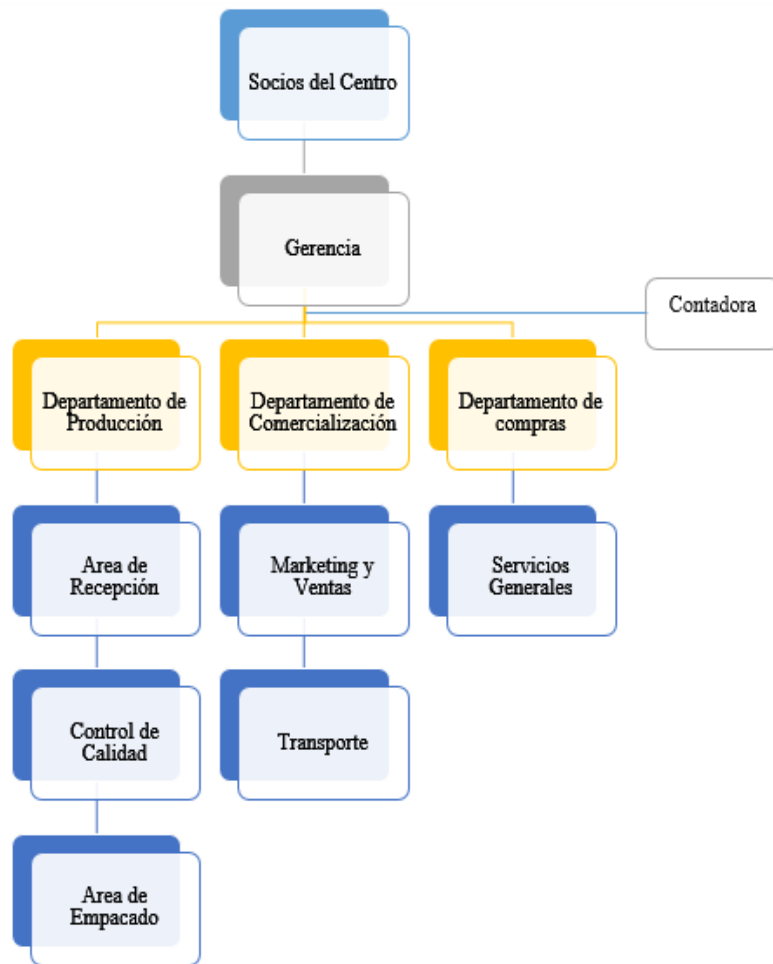 Socios del Centro
Gerencia
Contadora
Departamento de
Producción
Departamento de
Comercialización
Departamento de
compras
Area de
Recepción
Marketing y
Ventas
Servicios
Generales
Control de
Calidad
Transporte
Area de
Empacado